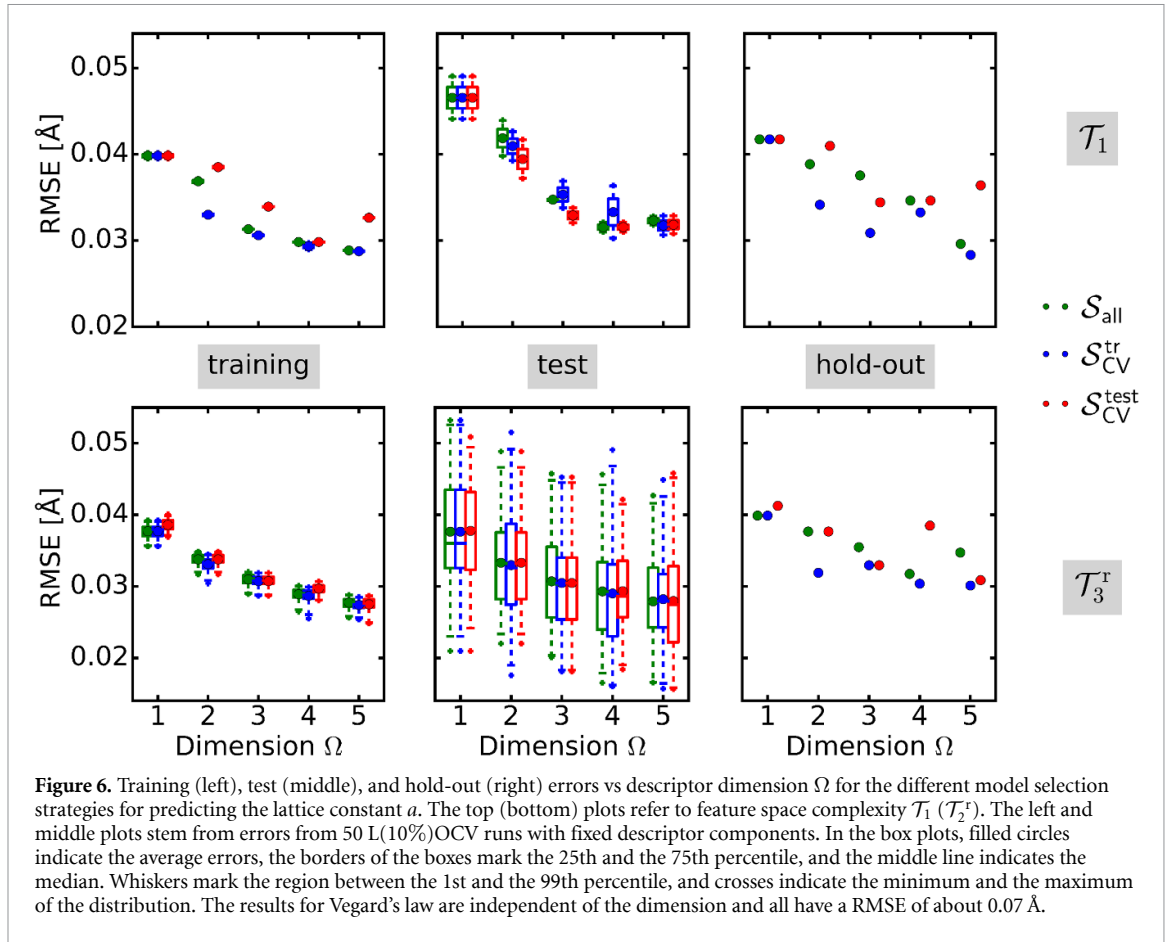 RMSE [Å]
0.05
0.04
0.03
0.02
𝒯₁
training
test
hold-out
𝒮_all
𝒮_CV^tr
𝒮_CV^test
RMSE [Å]
0.05
0.04
0.03
0.02
𝒯₃^r
1 2 3 4 5
1 2 3 4 5
1 2 3 4 5
Dimension Ω
Dimension Ω
Dimension Ω
Figure 6. Training (left), test (middle), and hold-out (right) errors vs descriptor dimension Ω for the different model selection
strategies for predicting the lattice constant a. The top (bottom) plots refer to feature space complexity 𝒯₁ (𝒯₂^r). The left and
middle plots stem from errors from 50 L(10%)OCV runs with fixed descriptor components. In the box plots, filled circles
indicate the average errors, the borders of the boxes mark the 25th and the 75th percentile, and the middle line indicates the
median. Whiskers mark the region between the 1st and the 99th percentile, and crosses indicate the minimum and the maximum
of the distribution. The results for Vegard's law are independent of the dimension and all have a RMSE of about 0.07 Å.